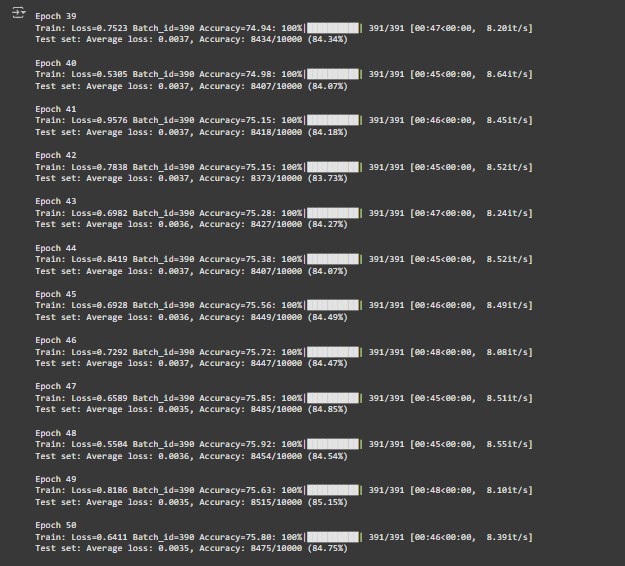 Epoch 39
Train: Loss=0.7523 Batch_id=390 Accuracy=74.94: 100%|██████████| 391/391 [00:47<00:00,  8.20it/s]
Test set: Average loss: 0.0037, Accuracy: 8434/10000 (84.34%)

Epoch 40
Train: Loss=0.5305 Batch_id=390 Accuracy=74.98: 100%|██████████| 391/391 [00:45<00:00,  8.64it/s]
Test set: Average loss: 0.0037, Accuracy: 8407/10000 (84.07%)

Epoch 41
Train: Loss=0.9576 Batch_id=390 Accuracy=75.15: 100%|██████████| 391/391 [00:46<00:00,  8.45it/s]
Test set: Average loss: 0.0037, Accuracy: 8418/10000 (84.18%)

Epoch 42
Train: Loss=0.7838 Batch_id=390 Accuracy=75.15: 100%|██████████| 391/391 [00:45<00:00,  8.52it/s]
Test set: Average loss: 0.0037, Accuracy: 8373/10000 (83.73%)

Epoch 43
Train: Loss=0.6982 Batch_id=390 Accuracy=75.28: 100%|██████████| 391/391 [00:47<00:00,  8.24it/s]
Test set: Average loss: 0.0036, Accuracy: 8427/10000 (84.27%)

Epoch 44
Train: Loss=0.8419 Batch_id=390 Accuracy=75.38: 100%|██████████| 391/391 [00:45<00:00,  8.52it/s]
Test set: Average loss: 0.0037, Accuracy: 8407/10000 (84.07%)

Epoch 45
Train: Loss=0.6928 Batch_id=390 Accuracy=75.56: 100%|██████████| 391/391 [00:46<00:00,  8.49it/s]
Test set: Average loss: 0.0036, Accuracy: 8449/10000 (84.49%)

Epoch 46
Train: Loss=0.7292 Batch_id=390 Accuracy=75.72: 100%|██████████| 391/391 [00:48<00:00,  8.08it/s]
Test set: Average loss: 0.0037, Accuracy: 8447/10000 (84.47%)

Epoch 47
Train: Loss=0.6589 Batch_id=390 Accuracy=75.85: 100%|██████████| 391/391 [00:45<00:00,  8.51it/s]
Test set: Average loss: 0.0035, Accuracy: 8485/10000 (84.85%)

Epoch 48
Train: Loss=0.5504 Batch_id=390 Accuracy=75.92: 100%|██████████| 391/391 [00:45<00:00,  8.55it/s]
Test set: Average loss: 0.0036, Accuracy: 8454/10000 (84.54%)

Epoch 49
Train: Loss=0.8186 Batch_id=390 Accuracy=75.63: 100%|██████████| 391/391 [00:48<00:00,  8.10it/s]
Test set: Average loss: 0.0035, Accuracy: 8515/10000 (85.15%)

Epoch 50
Train: Loss=0.6411 Batch_id=390 Accuracy=75.80: 100%|██████████| 391/391 [00:46<00:00,  8.39it/s]
Test set: Average loss: 0.0035, Accuracy: 8475/10000 (84.75%)